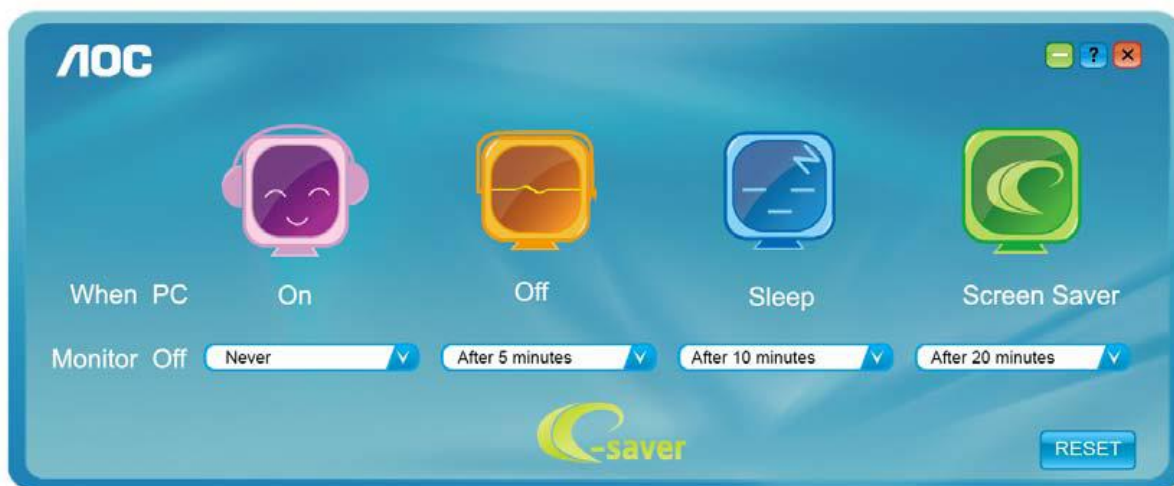 AOC
?
When PC On Off Sleep Screen Saver
Monitor Off Never After 5 minutes After 10 minutes After 20 minutes
e-saver
RESET